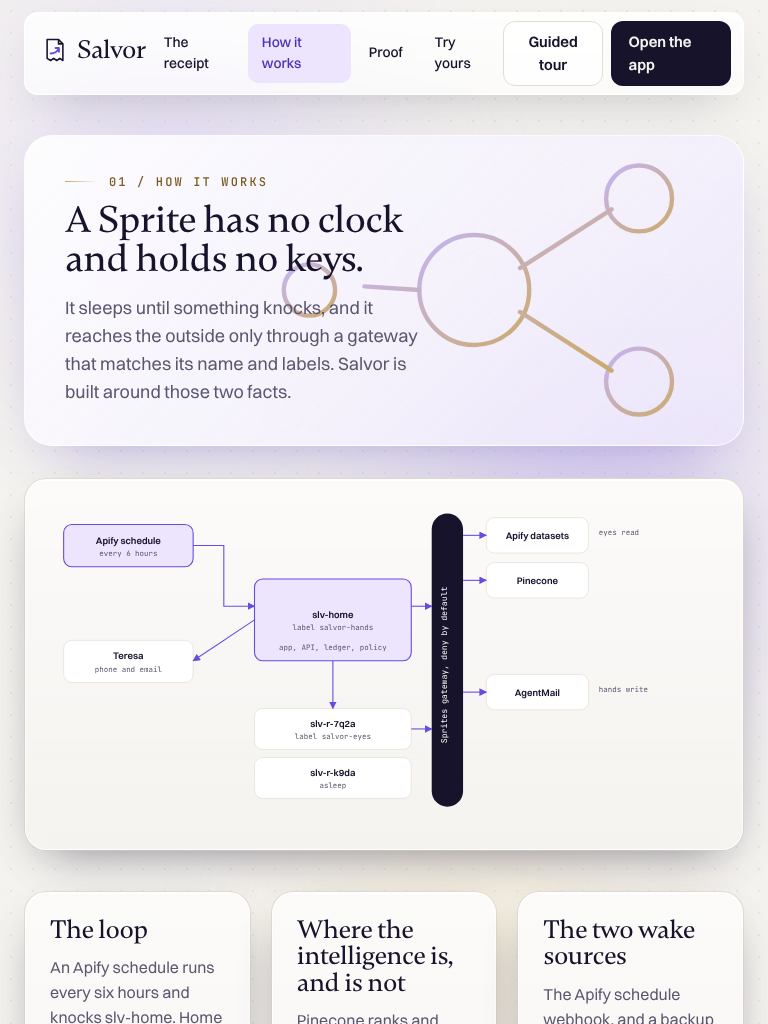 Salvor
The
receipt
How it
works
Proof
Try
yours
Guided
tour
Open the
app
01 / HOW IT WORKS
A Sprite has no clock
and holds no keys.
It sleeps until something knocks, and it
reaches the outside only through a gateway
that matches its name and labels. Salvor is
built around those two facts.
Apify schedule
every 6 hours
Teresa
phone and email
slv-home
label salvor-hands
app, API, ledger, policy
slv-r-7q2a
label salvor-eyes
slv-r-k9da
asleep
Sprites gateway, deny by default
Apify datasets
eyes read
Pinecone
AgentMail
hands write
The loop
An Apify schedule runs
every six hours and
knocks slv-home. Home
Where the
intelligence is,
and is not
Pinecone ranks and
The two wake
sources
The Apify schedule
webhook, and a backup